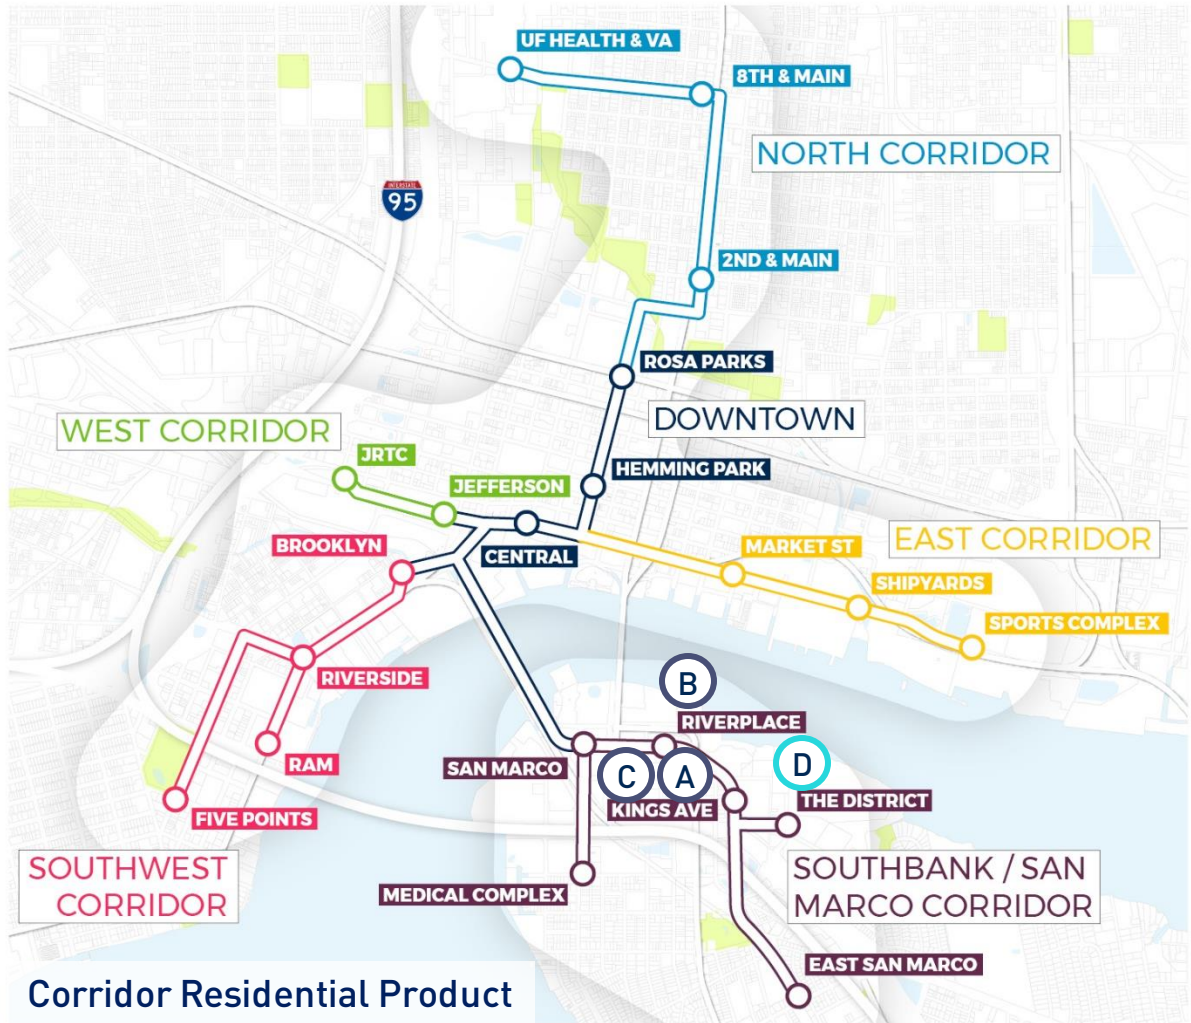 UF HEALTH & VA
8TH & MAIN
NORTH CORRIDOR
INTERSTATE
95
2ND & MAIN
ROSA PARKS
DOWNTOWN
WEST CORRIDOR
JRTC
HEMMING PARK
JEFFERSON
EAST CORRIDOR
BROOKLYN
CENTRAL
MARKET ST
SHIPYARDS
SPORTS COMPLEX
RIVERSIDE
B
RIVERPLACE
RAM
SAN MARCO
C
A
D
KINGS AVE
THE DISTRICT
FIVE POINTS
SOUTHWEST
CORRIDOR
MEDICAL COMPLEX
SOUTHBANK / SAN
MARCO CORRIDOR
EAST SAN MARCO
Corridor Residential Product